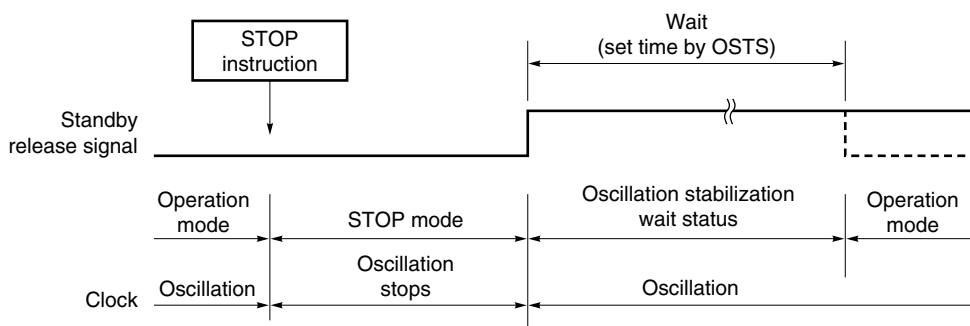 STOP
instruction
Wait
(set time by OSTS)
Standby
release signal
Operation
mode
STOP mode
Oscillation stabilization
wait status
Operation
mode
Clock
Oscillation
Oscillation
stops
Oscillation